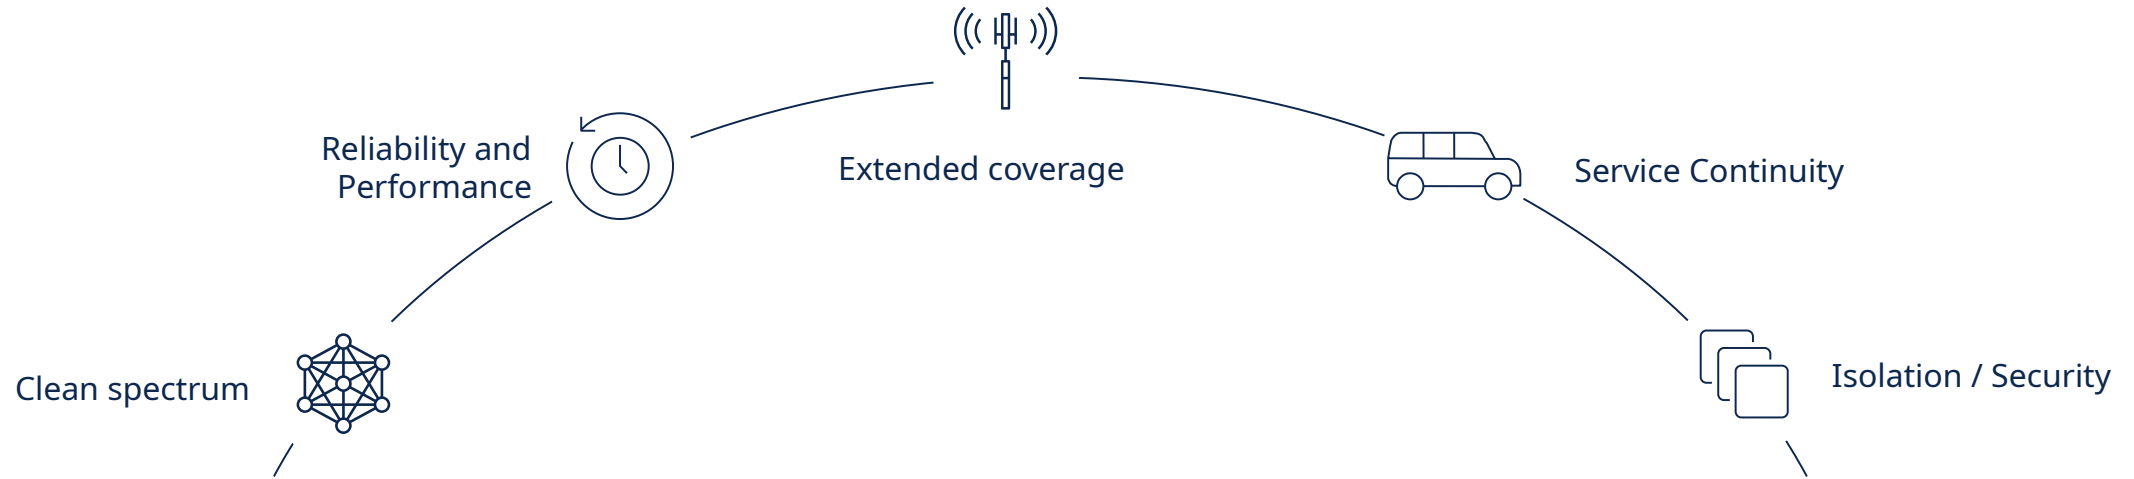 Extended coverage
Reliability and
Performance
Service Continuity
Clean spectrum
Isolation / Security